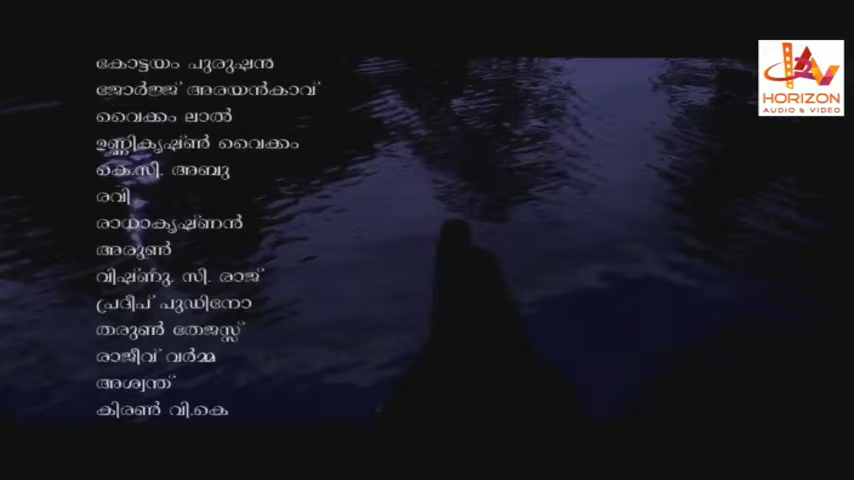 കോട്ടയം പുരുഷൻ
ജോർജ്ജ് അരയൻകാവ്
വൈക്കം ലാൽ
ഉണ്ണികൃഷ്ണൻ വൈക്കം
കെ.സി. അബു
രവി
രാധാകൃഷ്ണൻ
അരുൺ
വിഷ്ണു. സി. രാജ്
പ്രദീപ് പുഡിനോ
തരുൺ തേജസ്സ്
രാജീവ് വർമ്മ
അശ്വന്ത്
കിരൺ വി.കെ
HORIZON
AUDIO & VIDEO